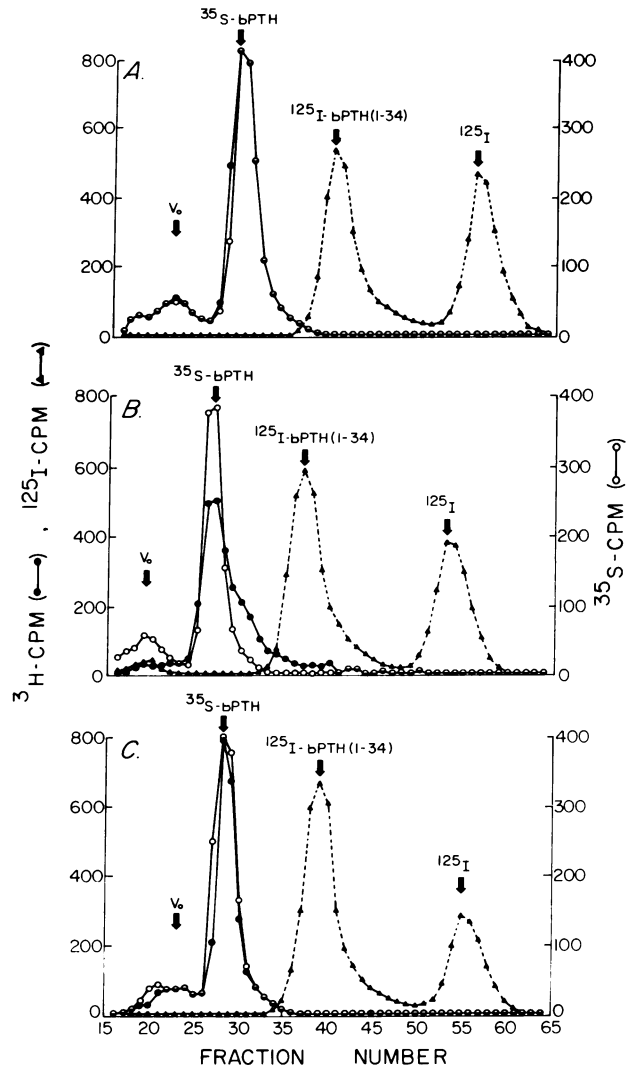 ³⁵S-bPTH
A.
¹²⁵I-bPTH(1-34)
¹²⁵I
V₀
800
600
400
200
0
400
300
200
100
0
³⁵S-bPTH
B.
¹²⁵I-bPTH(1-34)
¹²⁵I
V₀
800
600
400
200
0
400
300
200
100
0
³H-CPM (●—●) , ¹²⁵I-CPM (▲—▲)
³⁵S-CPM (○—○)
³⁵S-bPTH
C.
¹²⁵I-bPTH(1-34)
¹²⁵I
V₀
800
600
400
200
0
400
300
200
100
0
15 20 25 30 35 40 45 50 55 60 65
FRACTION NUMBER